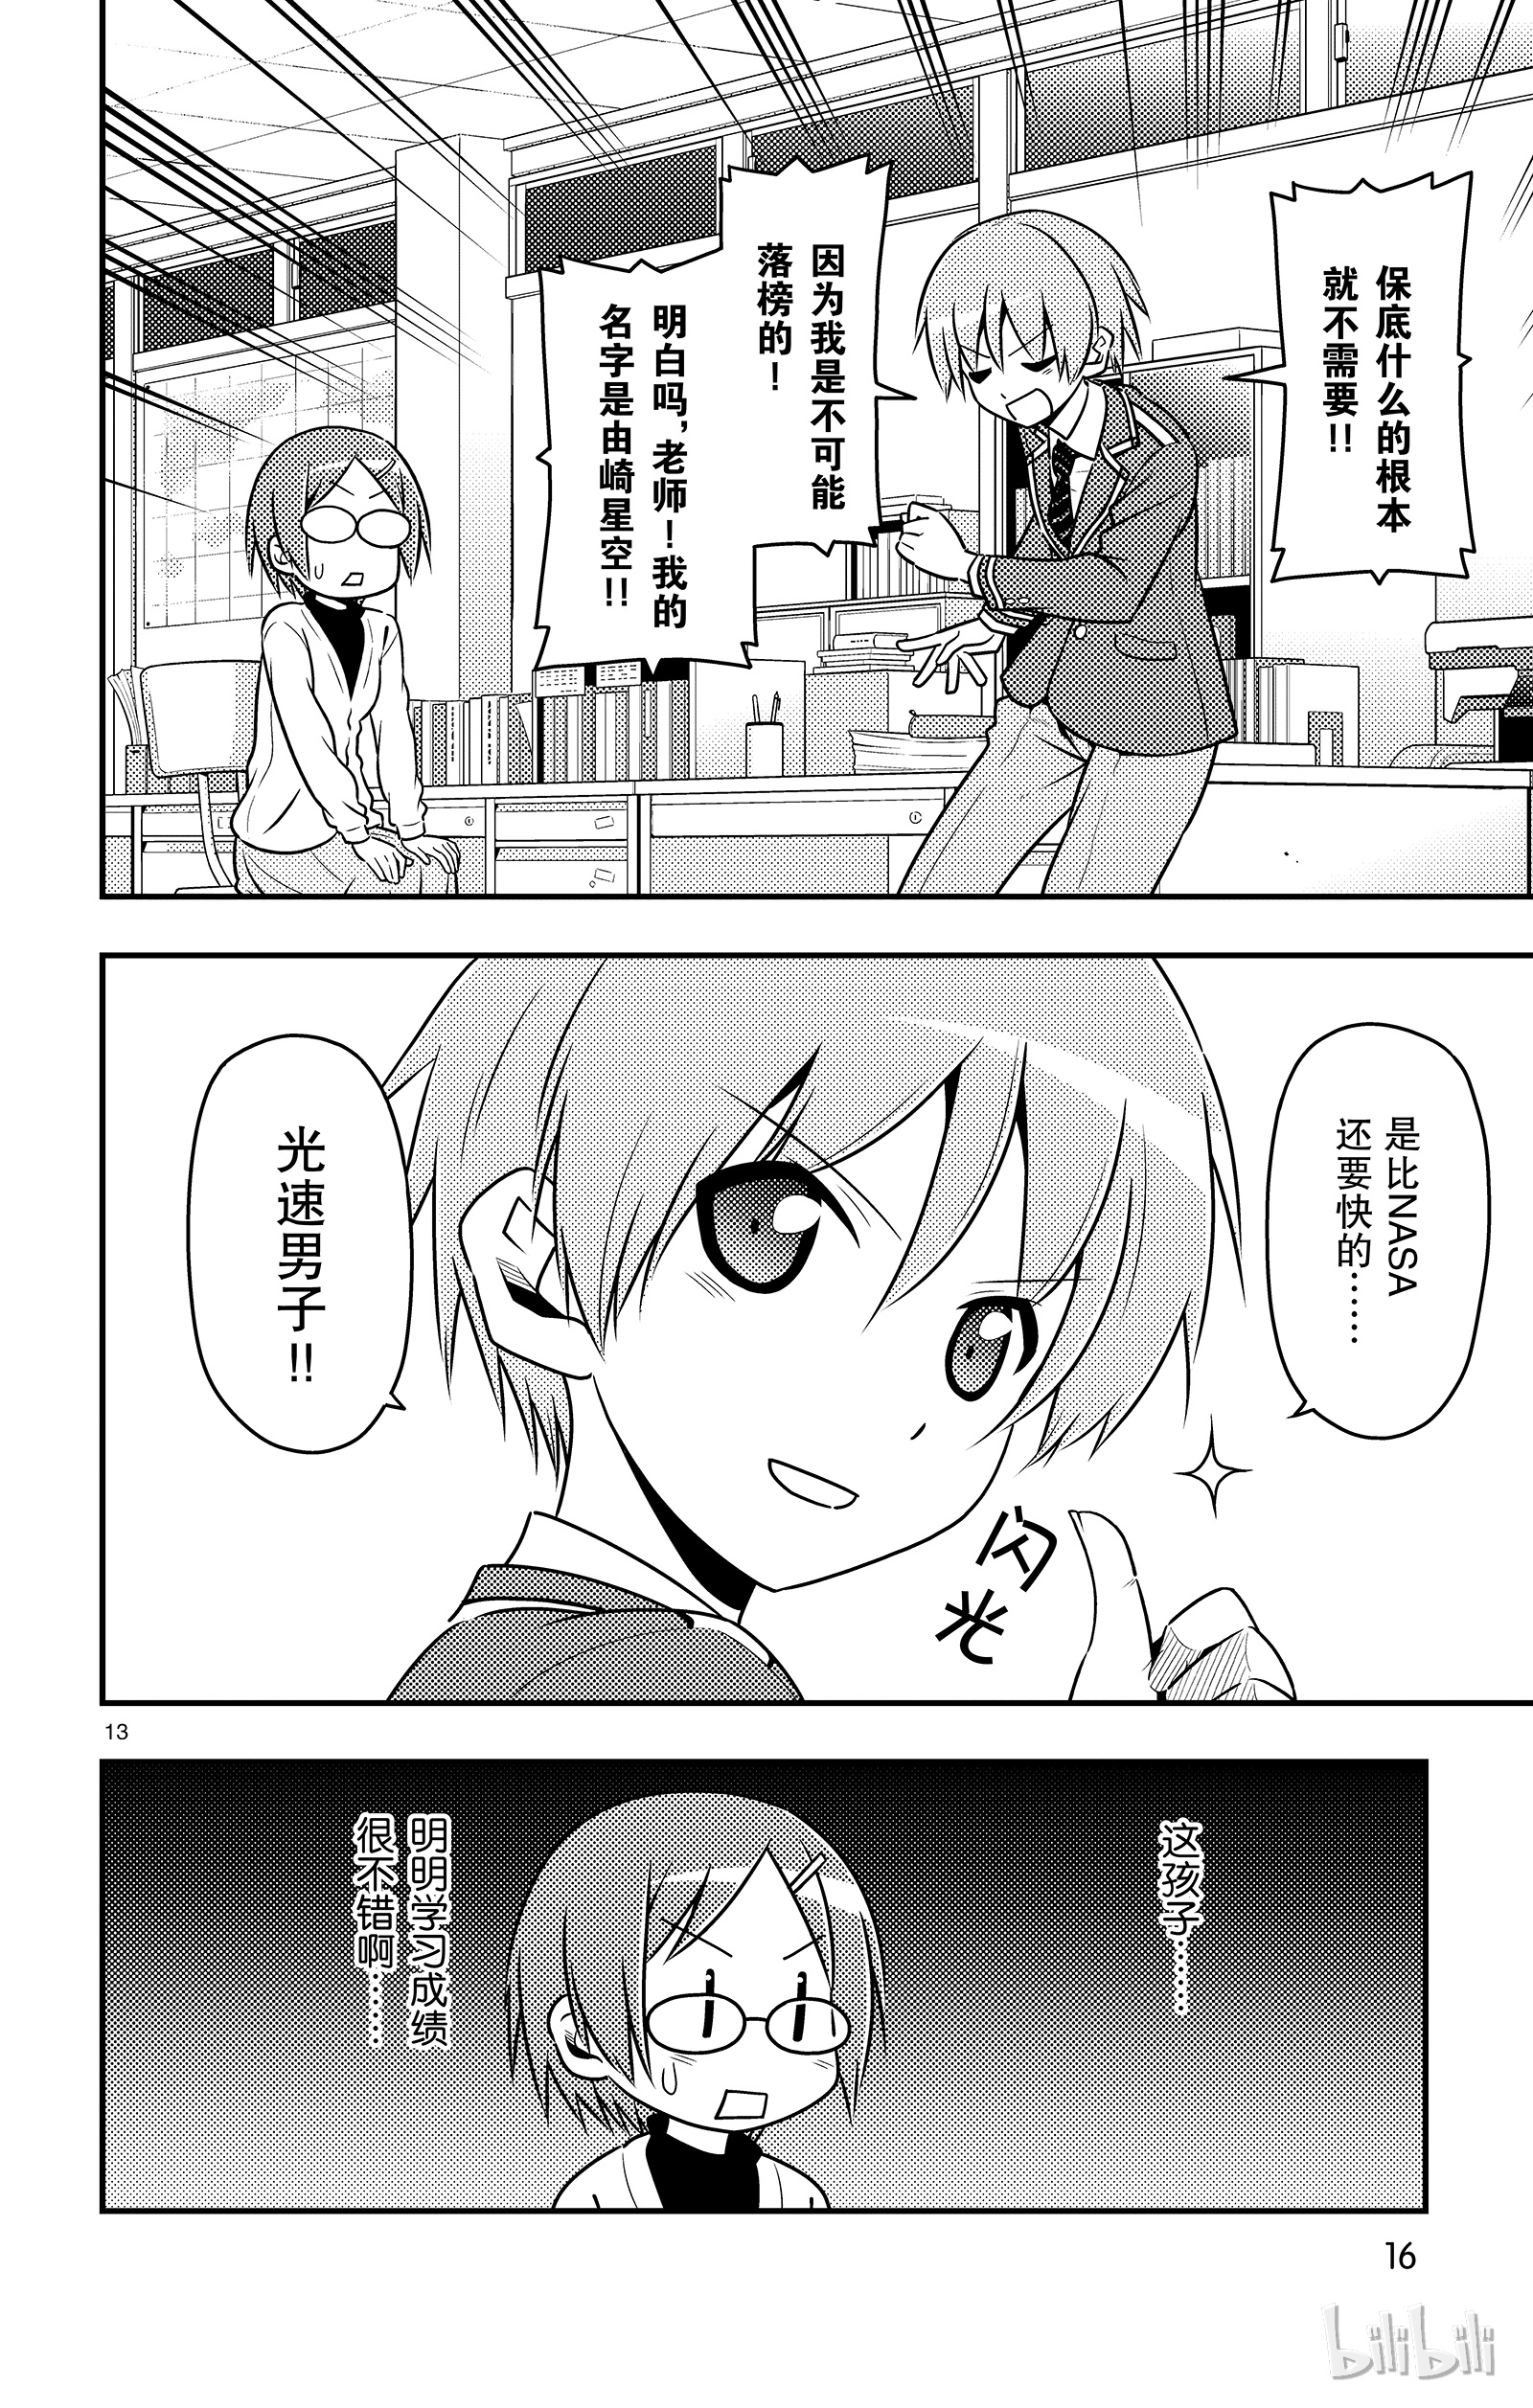 保底什么的根本
就不需要!!
因为我是不可能
落榜的!
明白吗,老师!我的
名字是由崎星空!!
是比NASA
还要快的……
光速男子!!
闪光
13
这孩子……
明明学习成绩
很不错啊……
16
bilibili